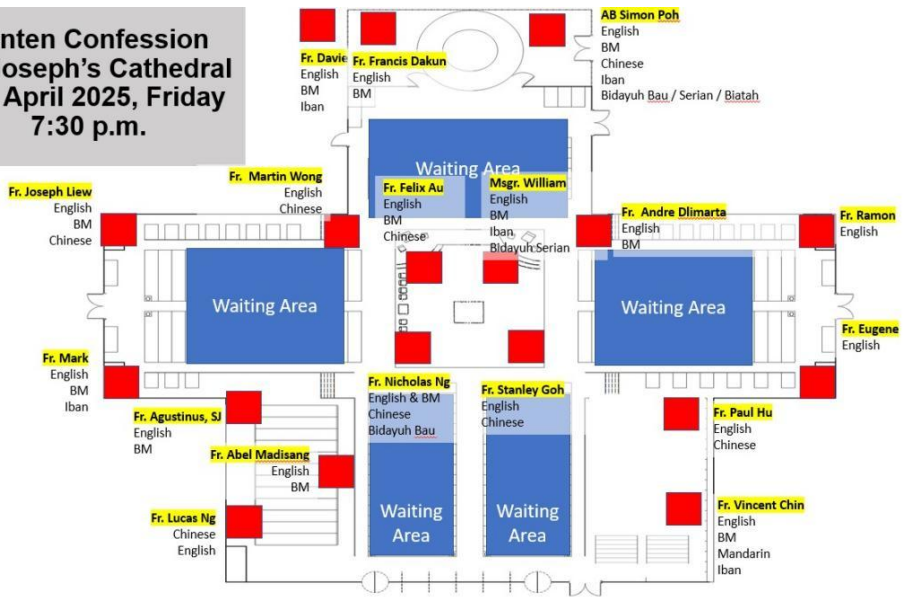 nten Confession
oseph's Cathedral
April 2025, Friday
7:30 p.m.
Fr. Davie
English
BM
Iban
Fr. Francis Dakun
English
BM
AB Simon Poh
English
BM
Chinese
Iban
Bidayuh Bau / Serian / Biatah
Waiting Area
Fr. Joseph Liew
English
BM
Chinese
Fr. Martin Wong
English
Chinese
Fr. Felix Au
English
BM
Chinese
Msgr. William
English
BM
Iban
Bidayuh Serian
Fr. Andre Dlimarta
English
BM
Fr. Ramon
English
Waiting Area
Waiting Area
Fr. Eugene
English
Fr. Mark
English
BM
Iban
Fr. Nicholas Ng
English & BM
Chinese
Bidayuh Bau
Fr. Stanley Goh
English
Chinese
Fr. Agustinus, SJ
English
BM
Fr. Paul Hu
English
Chinese
Fr. Abel Madisang
English
BM
Fr. Lucas Ng
Chinese
English
Waiting
Area
Waiting
Area
Fr. Vincent Chin
English
BM
Mandarin
Iban